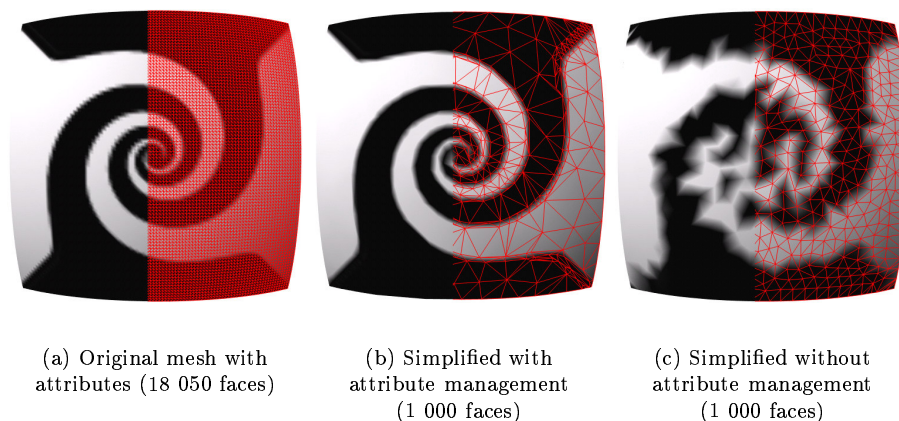 (a) Original mesh with
attributes (18 050 faces)
(b) Simplified with
attribute management
(1 000 faces)
(c) Simplified without
attribute management
(1 000 faces)